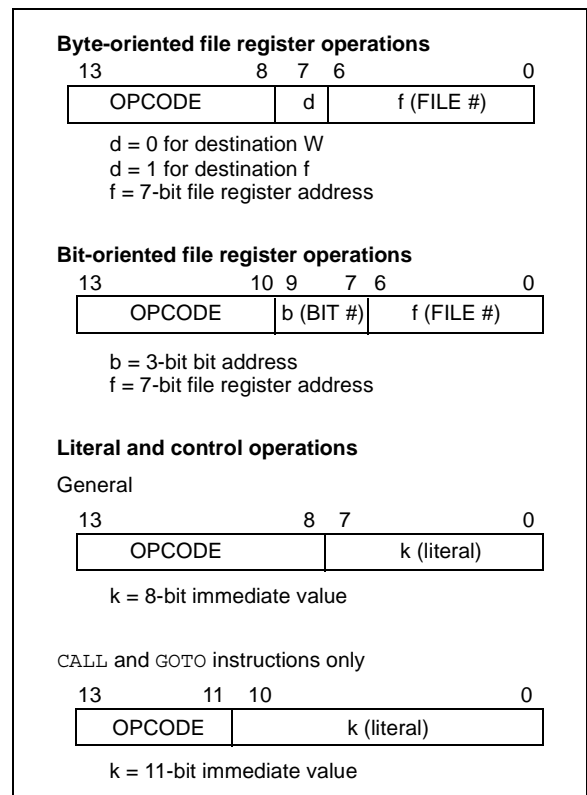 Byte-oriented file register operations
13 8 7 6 0
OPCODE d f (FILE #)
d = 0 for destination W
d = 1 for destination f
f = 7-bit file register address
Bit-oriented file register operations
13 10 9 7 6 0
OPCODE b (BIT #) f (FILE #)
b = 3-bit bit address
f = 7-bit file register address
Literal and control operations
General
13 8 7 0
OPCODE k (literal)
k = 8-bit immediate value
CALL and GOTO instructions only
13 11 10 0
OPCODE k (literal)
k = 11-bit immediate value